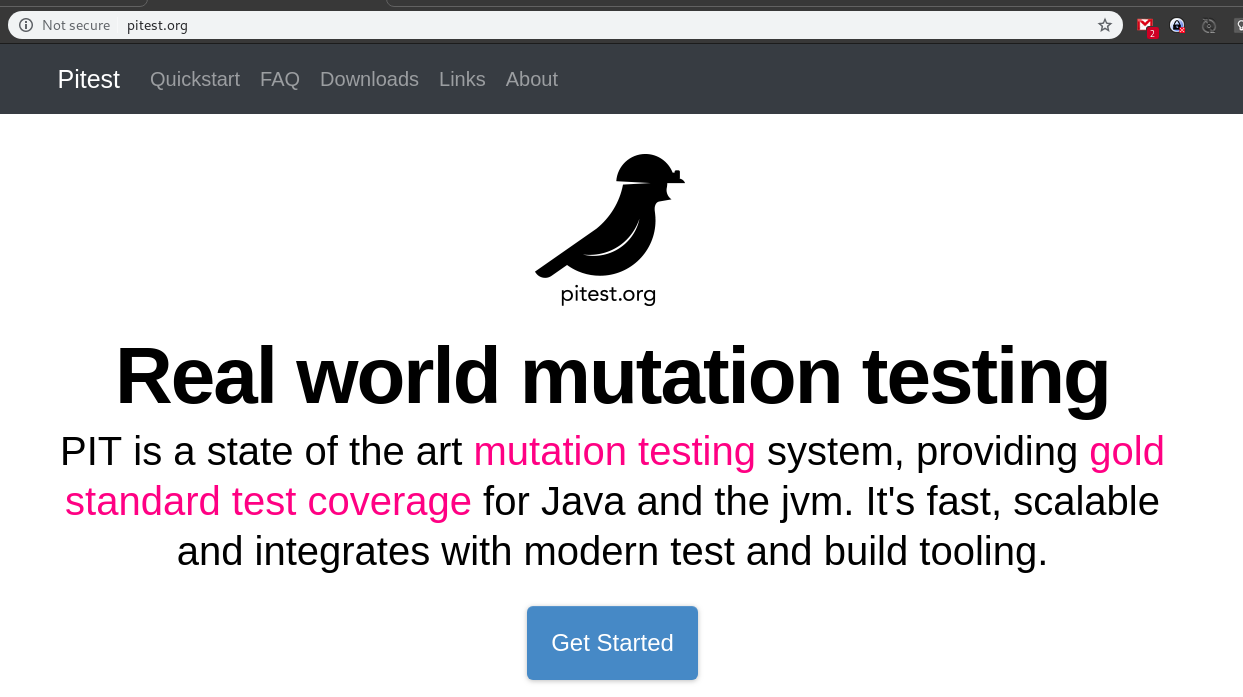 Not secure pitest.org
2
Pitest Quickstart FAQ Downloads Links About
pitest.org
Real world mutation testing
PIT is a state of the art mutation testing system, providing gold
standard test coverage for Java and the jvm. It's fast, scalable
and integrates with modern test and build tooling.
Get Started